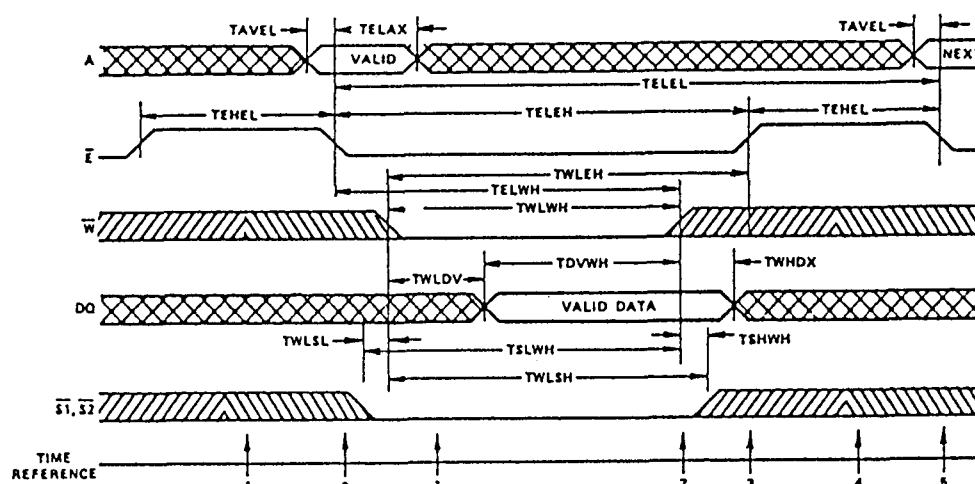 TAVEL TELAX TAVEL
A VALID NEXT
TELEL
TEHEL TELEH TEHEL
E
TWLEH
TELWH
TWLWH
W
TDVWH TWHDX
TWLDV
DQ VALID DATA
TWLSL TSHWH
TSLWH
TWLSH
S1, S2
TIME
REFERENCE